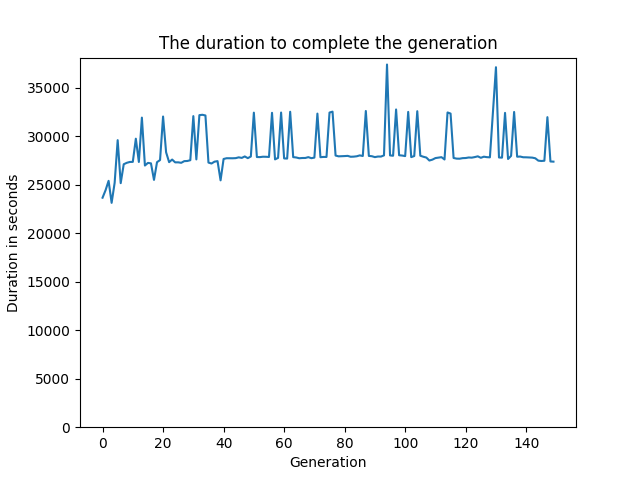 The duration to complete the generation
Duration in seconds
35000
30000
25000
20000
15000
10000
5000
0
0 20 40 60 80 100 120 140
Generation